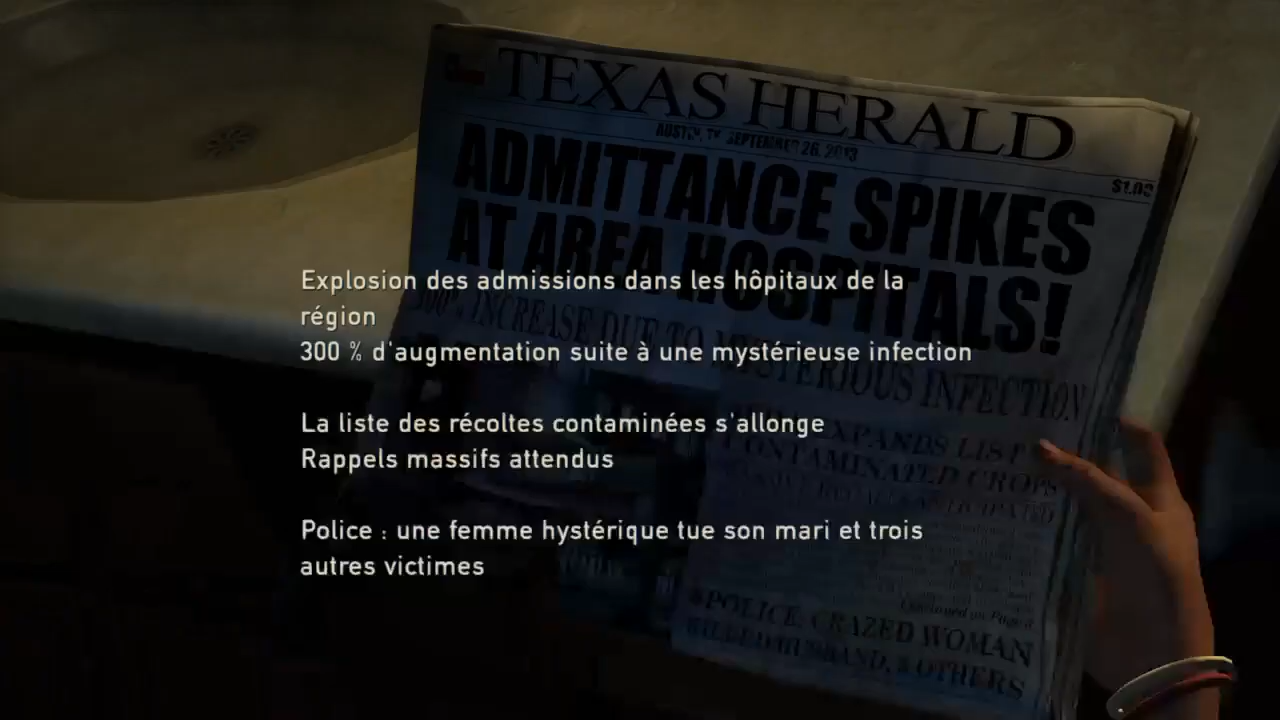 TEXAS HERALD
AUSTIN, TX SEPTEMBER 26, 2013
$1.00
ADMITTANCE SPIKES
AT AREA HOSPITALS!
300% INCREASE DUE TO MYSTERIOUS INFECTION
EXPANDS LIST
CONTAMINATED CROPS
Continued on Page
POLICE: CRAZED WOMAN
KILLED HUSBAND, 3 OTHERS
Explosion des admissions dans les hôpitaux de la
région
300 % d'augmentation suite à une mystérieuse infection
La liste des récoltes contaminées s'allonge
Rappels massifs attendus
Police : une femme hystérique tue son mari et trois
autres victimes